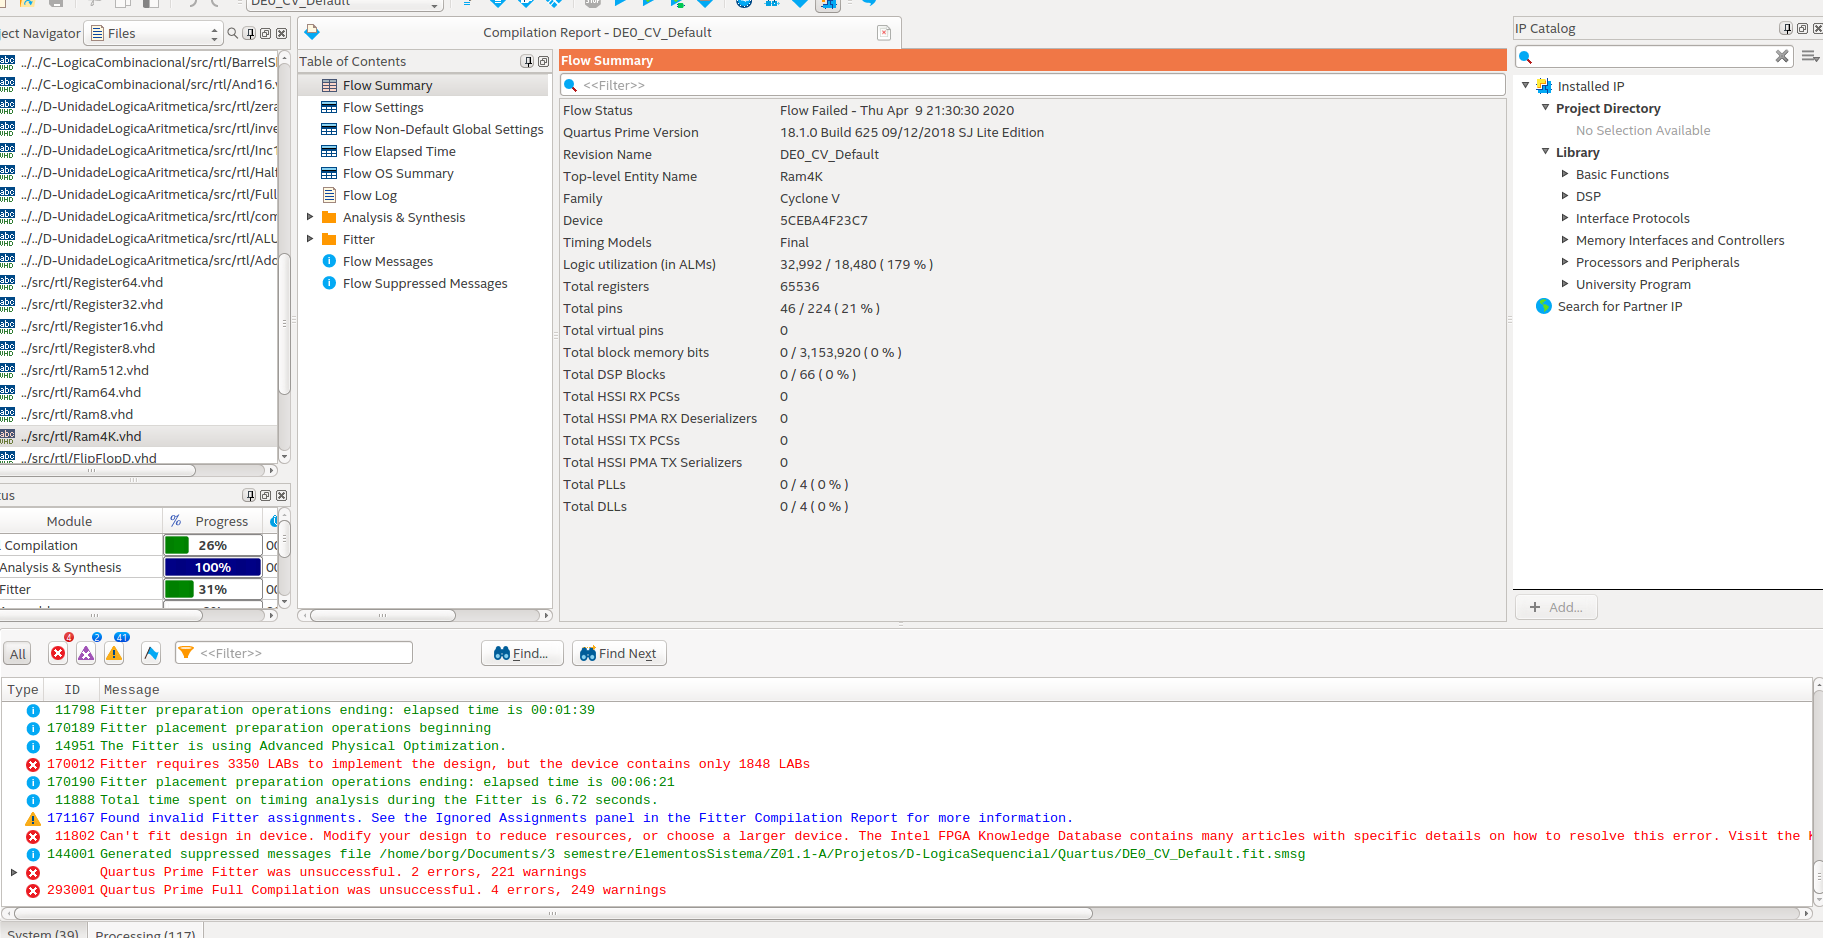 DE0_CV_Default
ject Navigator
Files
../../C-LogicaCombinacional/src/rtl/BarrelS
../../C-LogicaCombinacional/src/rtl/And16.
../../D-UnidadeLogicaAritmetica/src/rtl/zera
../../D-UnidadeLogicaAritmetica/src/rtl/inve
../../D-UnidadeLogicaAritmetica/src/rtl/Inc1
../../D-UnidadeLogicaAritmetica/src/rtl/Half
../../D-UnidadeLogicaAritmetica/src/rtl/Full
../../D-UnidadeLogicaAritmetica/src/rtl/com
../../D-UnidadeLogicaAritmetica/src/rtl/ALU
../../D-UnidadeLogicaAritmetica/src/rtl/Add
../src/rtl/Register64.vhd
../src/rtl/Register32.vhd
../src/rtl/Register16.vhd
../src/rtl/Register8.vhd
../src/rtl/Ram512.vhd
../src/rtl/Ram64.vhd
../src/rtl/Ram8.vhd
../src/rtl/Ram4K.vhd
../src/rtl/FlipFlopD.vhd
tus
Module
% Progress
Compilation
26%
00
Analysis & Synthesis
100%
00
Fitter
31%
00
Compilation Report - DE0_CV_Default
Table of Contents
Flow Summary
Flow Settings
Flow Non-Default Global Settings
Flow Elapsed Time
Flow OS Summary
Flow Log
Analysis & Synthesis
Fitter
Flow Messages
Flow Suppressed Messages
Flow Summary
<<Filter>>
Flow Status Flow Failed - Thu Apr 9 21:30:30 2020
Quartus Prime Version 18.1.0 Build 625 09/12/2018 SJ Lite Edition
Revision Name DE0_CV_Default
Top-level Entity Name Ram4K
Family Cyclone V
Device 5CEBA4F23C7
Timing Models Final
Logic utilization (in ALMs) 32,992 / 18,480 ( 179 % )
Total registers 65536
Total pins 46 / 224 ( 21 % )
Total virtual pins 0
Total block memory bits 0 / 3,153,920 ( 0 % )
Total DSP Blocks 0 / 66 ( 0 % )
Total HSSI RX PCSs 0
Total HSSI PMA RX Deserializers 0
Total HSSI TX PCSs 0
Total HSSI PMA TX Serializers 0
Total PLLs 0 / 4 ( 0 % )
Total DLLs 0 / 4 ( 0 % )
IP Catalog
Installed IP
Project Directory
No Selection Available
Library
Basic Functions
DSP
Interface Protocols
Memory Interfaces and Controllers
Processors and Peripherals
University Program
Search for Partner IP
+ Add...
All
4
2
41
<<Filter>>
Find...
Find Next
Type ID Message
11798 Fitter preparation operations ending: elapsed time is 00:01:39
170189 Fitter placement preparation operations beginning
14951 The Fitter is using Advanced Physical Optimization.
170012 Fitter requires 3350 LABs to implement the design, but the device contains only 1848 LABs
170190 Fitter placement preparation operations ending: elapsed time is 00:06:21
11888 Total time spent on timing analysis during the Fitter is 6.72 seconds.
171167 Found invalid Fitter assignments. See the Ignored Assignments panel in the Fitter Compilation Report for more information.
11802 Can't fit design in device. Modify your design to reduce resources, or choose a larger device. The Intel FPGA Knowledge Database contains many articles with specific details on how to resolve this error. Visit the K
144001 Generated suppressed messages file /home/borg/Documents/3 semestre/ElementosSistema/Z01.1-A/Projetos/D-LogicaSequencial/Quartus/DE0_CV_Default.fit.smsg
Quartus Prime Fitter was unsuccessful. 2 errors, 221 warnings
293001 Quartus Prime Full Compilation was unsuccessful. 4 errors, 249 warnings
System (39)
Processing (117)